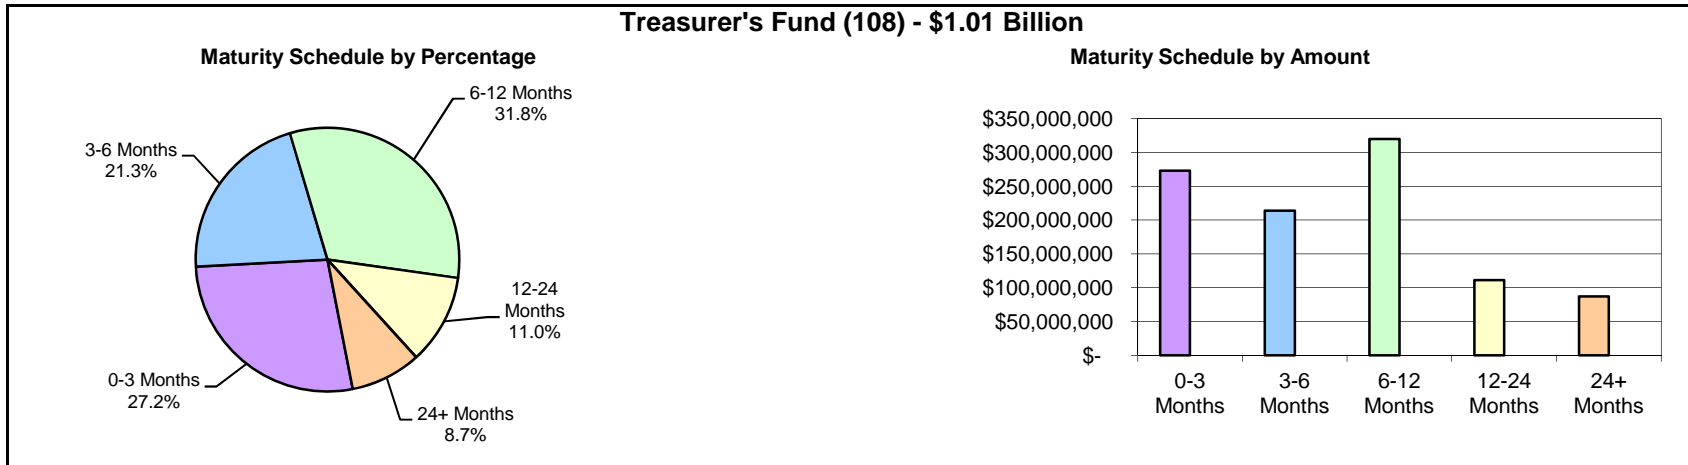 Treasurer's Fund (108) - $1.01 Billion
Maturity Schedule by Percentage
6-12 Months
31.8%
3-6 Months
21.3%
12-24
Months
11.0%
0-3 Months
27.2%
24+ Months
8.7%
Maturity Schedule by Amount
$350,000,000
$300,000,000
$250,000,000
$200,000,000
$150,000,000
$100,000,000
$50,000,000
$-
0-3 3-6 6-12 12-24 24+
Months Months Months Months Months